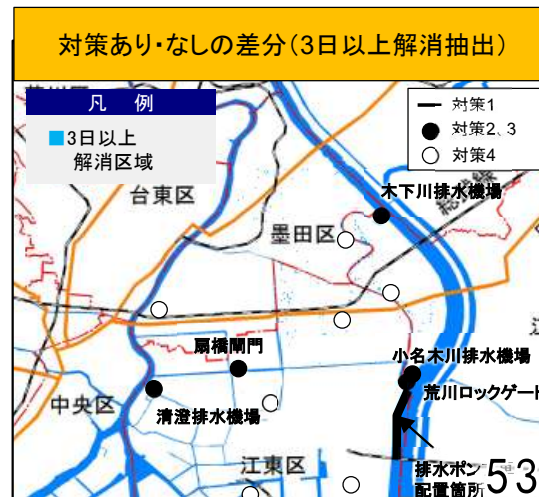 対策あり・なしの差分(3日以上解消抽出)
凡 例
3日以上
解消区域
対策1
対策2、3
対策4
台東区
木下川排水機場
総武線
墨田区
扇橋閘門
小名木川排水機場
荒川ロックゲート
中央区
清澄排水機場
江東区
排水ポン
配置箇所
53